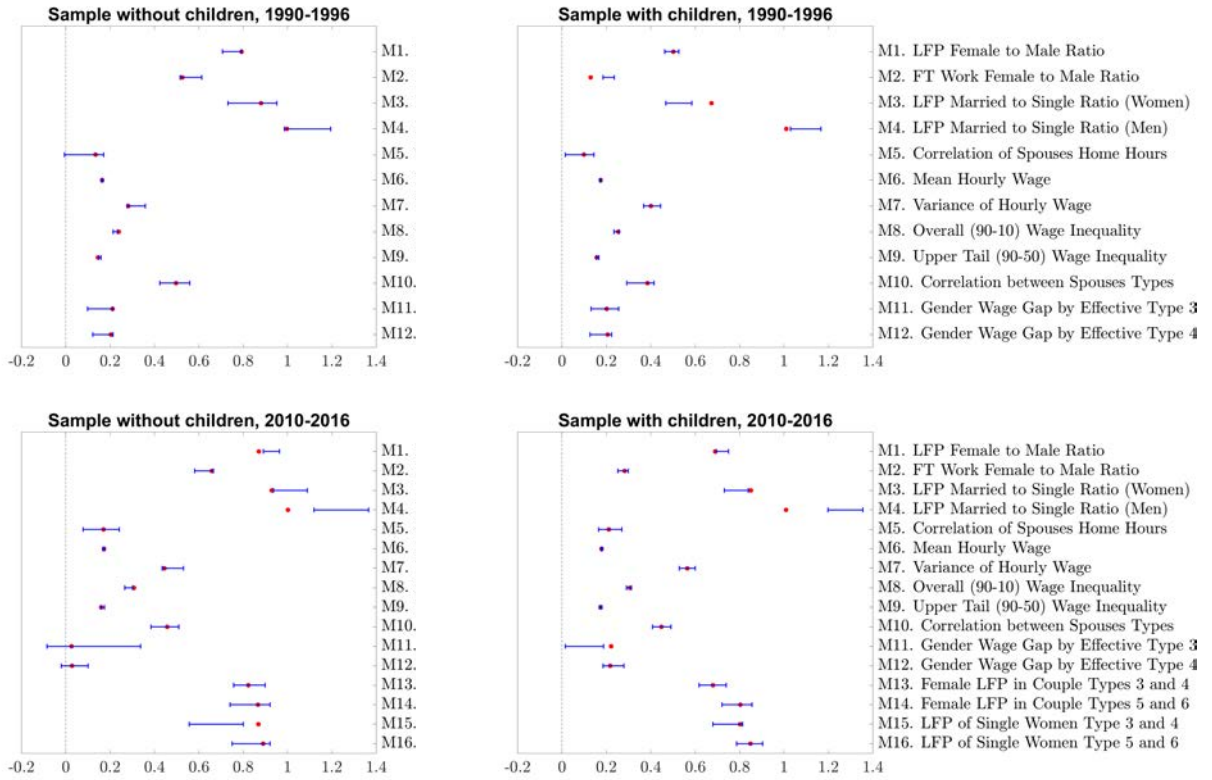 Sample without children, 1990-1996
M1.
M2.
M3.
M4.
M5.
M6.
M7.
M8.
M9.
M10.
M11.
M12.
-0.2 0 0.2 0.4 0.6 0.8 1 1.2 1.4
Sample with children, 1990-1996
M1. LFP Female to Male Ratio
M2. FT Work Female to Male Ratio
M3. LFP Married to Single Ratio (Women)
M4. LFP Married to Single Ratio (Men)
M5. Correlation of Spouses Home Hours
M6. Mean Hourly Wage
M7. Variance of Hourly Wage
M8. Overall (90-10) Wage Inequality
M9. Upper Tail (90-50) Wage Inequality
M10. Correlation between Spouses Types
M11. Gender Wage Gap by Effective Type 3
M12. Gender Wage Gap by Effective Type 4
-0.2 0 0.2 0.4 0.6 0.8 1 1.2 1.4
Sample without children, 2010-2016
M1.
M2.
M3.
M4.
M5.
M6.
M7.
M8.
M9.
M10.
M11.
M12.
M13.
M14.
M15.
M16.
-0.2 0 0.2 0.4 0.6 0.8 1 1.2 1.4
Sample with children, 2010-2016
M1. LFP Female to Male Ratio
M2. FT Work Female to Male Ratio
M3. LFP Married to Single Ratio (Women)
M4. LFP Married to Single Ratio (Men)
M5. Correlation of Spouses Home Hours
M6. Mean Hourly Wage
M7. Variance of Hourly Wage
M8. Overall (90-10) Wage Inequality
M9. Upper Tail (90-50) Wage Inequality
M10. Correlation between Spouses Types
M11. Gender Wage Gap by Effective Type 3
M12. Gender Wage Gap by Effective Type 4
M13. Female LFP in Couple Types 3 and 4
M14. Female LFP in Couple Types 5 and 6
M15. LFP of Single Women Type 3 and 4
M16. LFP of Single Women Type 5 and 6
-0.2 0 0.2 0.4 0.6 0.8 1 1.2 1.4